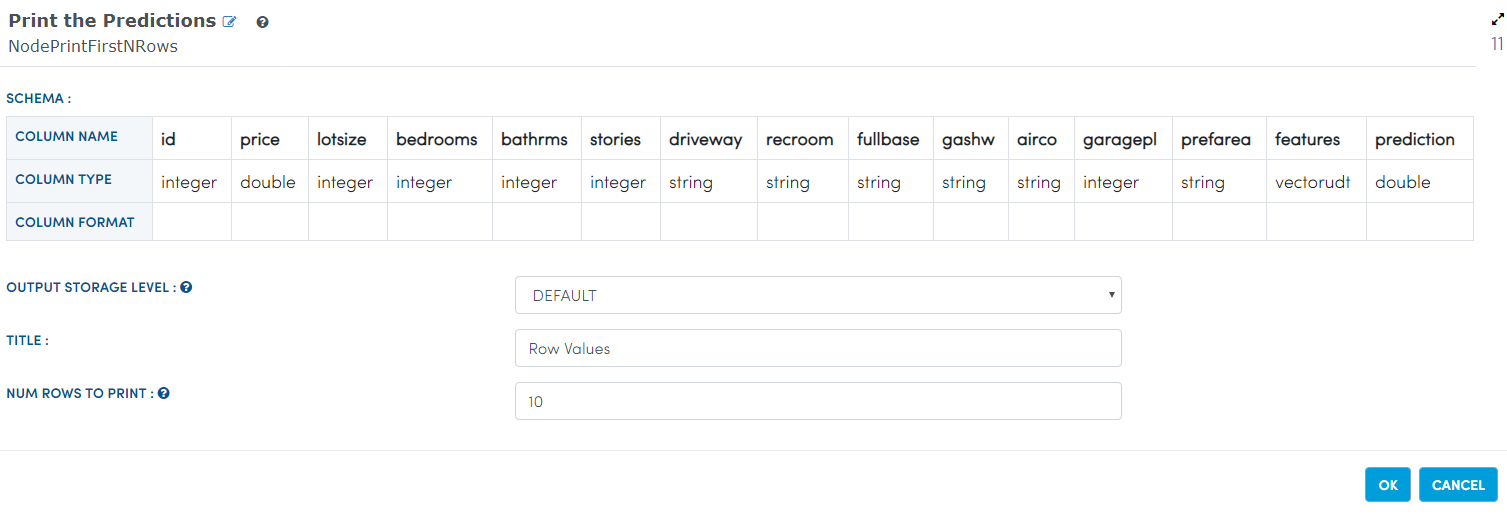 Print the Predictions
NodePrintFirstNRows
11
SCHEMA :
COLUMN NAME id price lotsize bedrooms bathrms stories driveway recroom fullbase gashw airco garagepl prefarea features prediction
COLUMN TYPE integer double integer integer integer integer string string string string string integer string vectorudt double
COLUMN FORMAT
OUTPUT STORAGE LEVEL : DEFAULT
TITLE : Row Values
NUM ROWS TO PRINT : 10
OK CANCEL